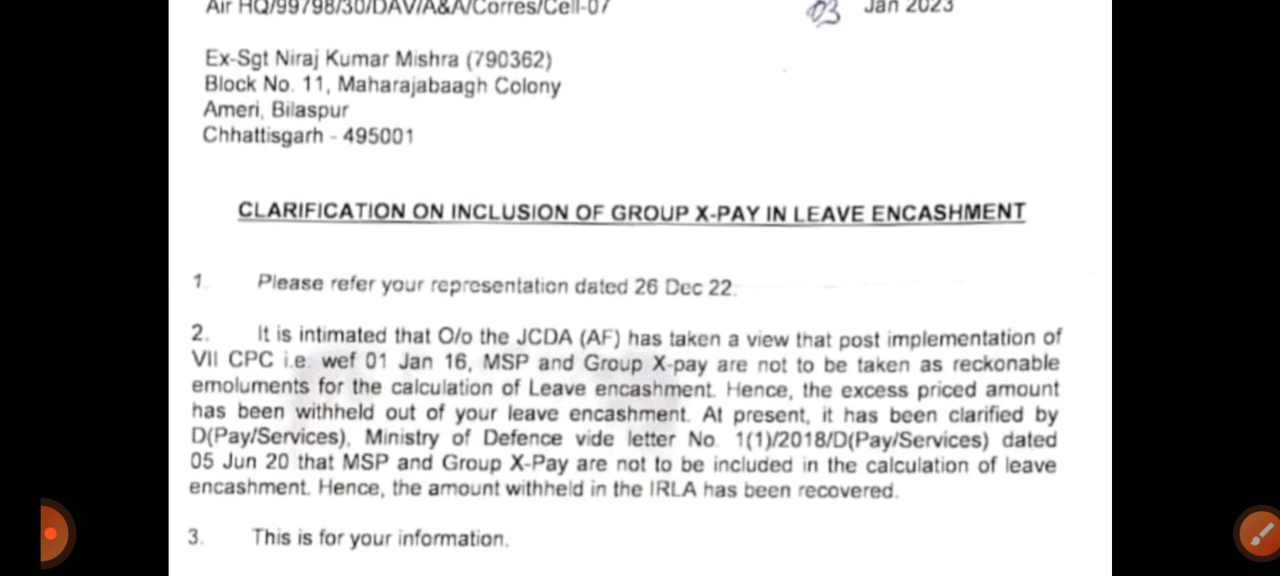 Air HQ/99798/30/DAV/A&A/Corres/Cell-07 03 Jan 2023
Ex-Sgt Niraj Kumar Mishra (790362)
Block No. 11, Maharajabaagh Colony
Ameri, Bilaspur
Chhattisgarh - 495001
CLARIFICATION ON INCLUSION OF GROUP X-PAY IN LEAVE ENCASHMENT
1. Please refer your representation dated 26 Dec 22.
2. It is intimated that O/o the JCDA (AF) has taken a view that post implementation of
VII CPC i.e. wef 01 Jan 16, MSP and Group X-pay are not to be taken as reckonable
emoluments for the calculation of Leave encashment. Hence, the excess priced amount
has been withheld out of your leave encashment. At present, it has been clarified by
D(Pay/Services), Ministry of Defence vide letter No. 1(1)/2018/D(Pay/Services) dated
05 Jun 20 that MSP and Group X-Pay are not to be included in the calculation of leave
encashment. Hence, the amount withheld in the IRLA has been recovered.
3. This is for your information.